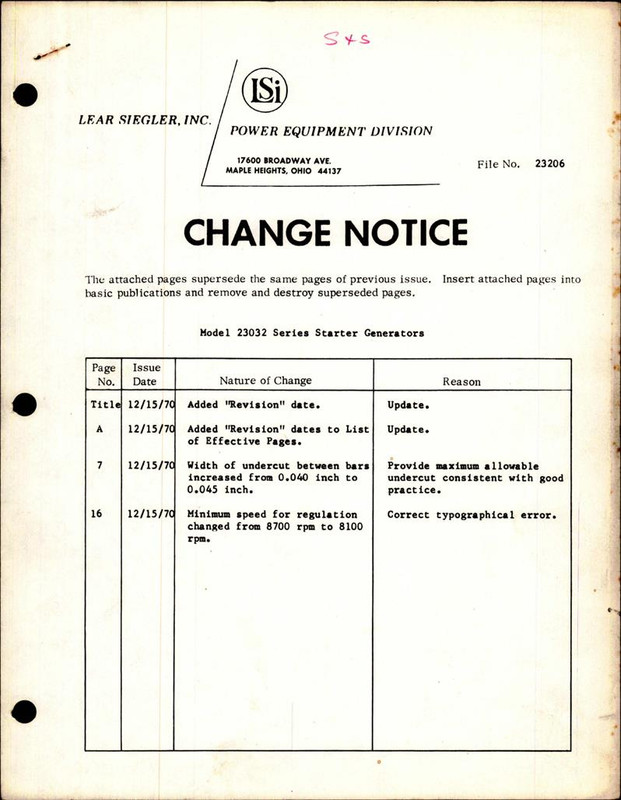 S+S
LSi
LEAR SIEGLER, INC.
POWER EQUIPMENT DIVISION
17600 BROADWAY AVE.
MAPLE HEIGHTS, OHIO 44137
File No. 23206
CHANGE NOTICE
The attached pages supersede the same pages of previous issue. Insert attached pages into
basic publications and remove and destroy superseded pages.
Model 23032 Series Starter Generators
Page No. Issue Date Nature of Change Reason
Title 12/15/70 Added "Revision" date. Update.
A 12/15/70 Added "Revision" dates to List Update.
of Effective Pages.
7 12/15/70 Width of undercut between bars Provide maximum allowable
increased from 0.040 inch to undercut consistent with good
0.045 inch. practice.
16 12/15/70 Minimum speed for regulation Correct typographical error.
changed from 8700 rpm to 8100
rpm.